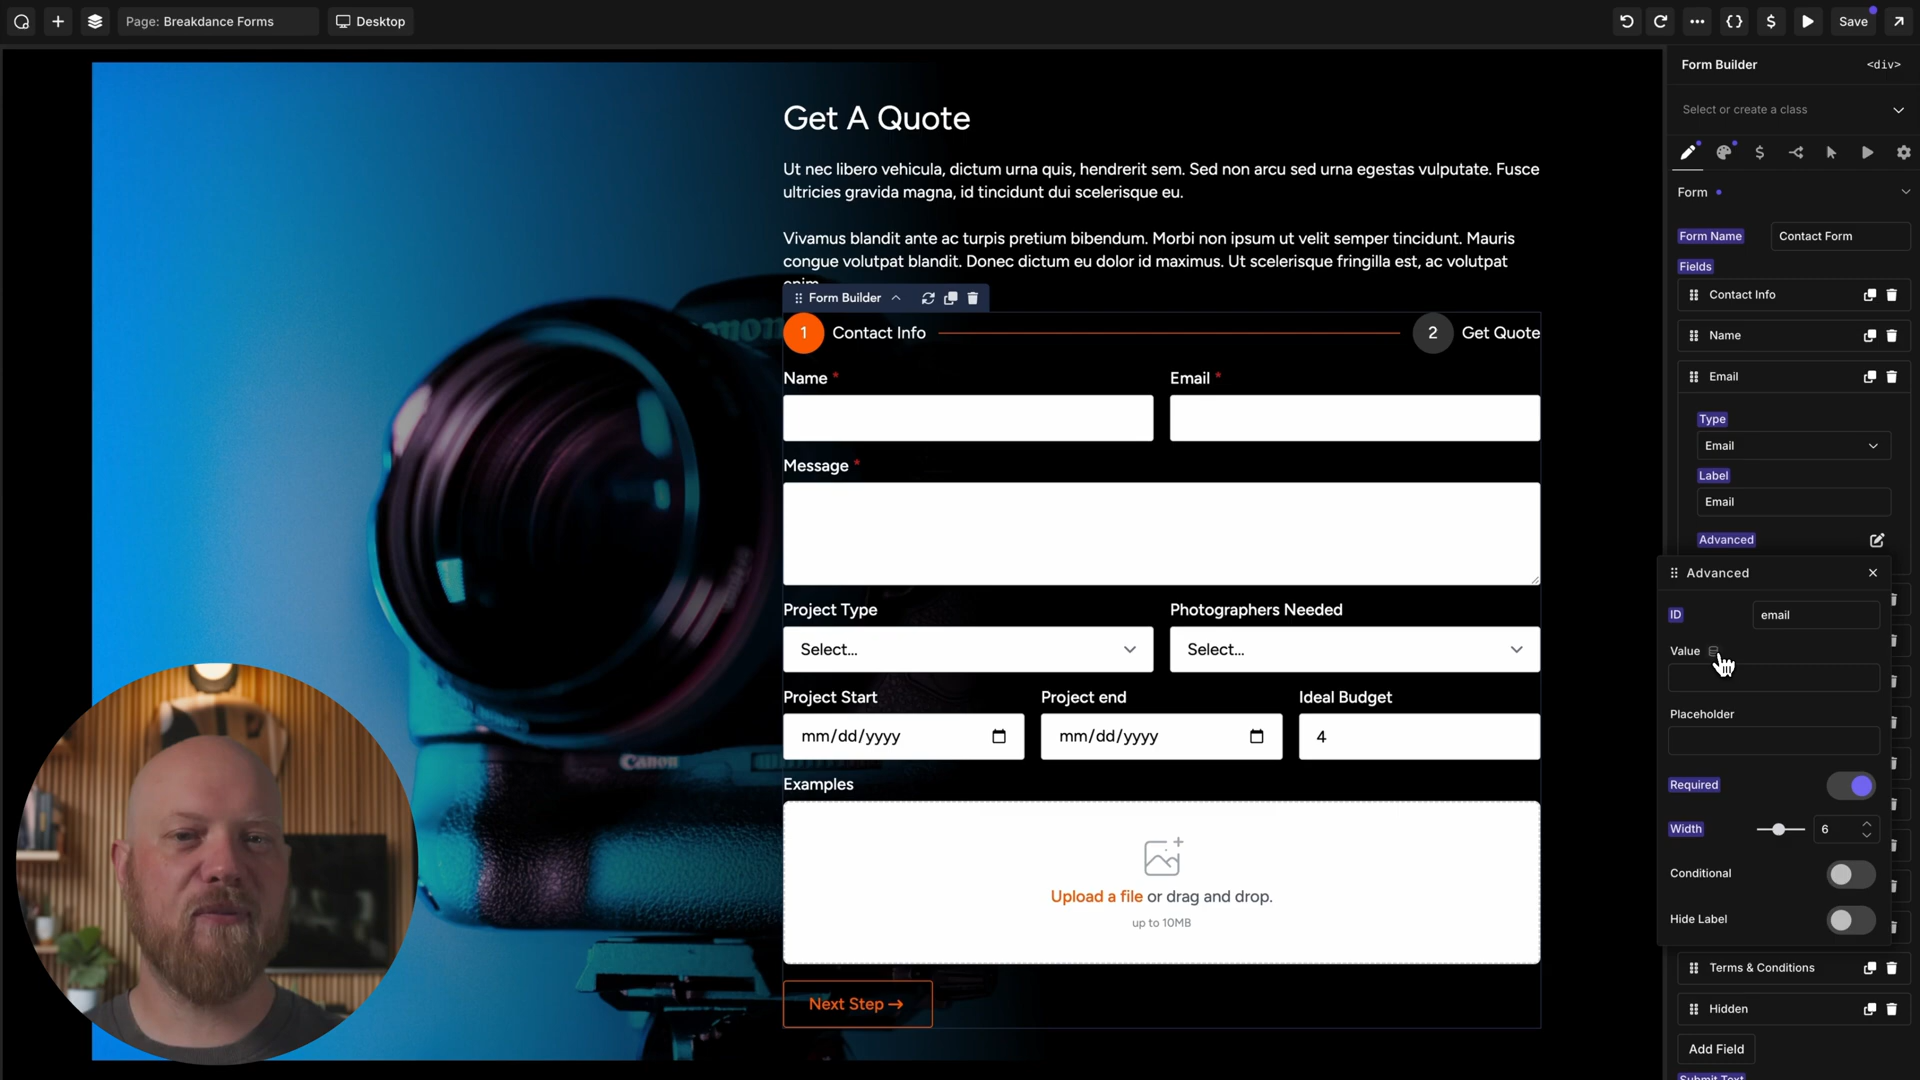 Page: Breakdance Forms
Desktop
Save
Get A Quote
Ut nec libero vehicula, dictum urna quis, hendrerit sem. Sed non arcu sed urna egestas vulputate. Fusce
ultricies gravida magna, id tincidunt dui scelerisque eu.
Vivamus blandit ante ac turpis pretium bibendum. Morbi non ipsum ut velit semper tincidunt. Mauris
congue volutpat blandit. Donec dictum eu dolor id maximus. Ut scelerisque fringilla est, ac volutpat
enim
Form Builder
1 Contact Info
2 Get Quote
Name *
Email *
Message *
Project Type
Photographers Needed
Select...
Select...
Project Start
Project end
Ideal Budget
mm/dd/yyyy
mm/dd/yyyy
4
Examples
Upload a file or drag and drop.
up to 10MB
Next Step →
Canon
Form Builder
<div>
Select or create a class
Form
Form Name
Contact Form
Fields
Contact Info
Name
Email
Type
Email
Label
Email
Advanced
Advanced
ID
email
Value
Placeholder
Required
Width
6
Conditional
Hide Label
Terms & Conditions
Hidden
Add Field
Submit Text